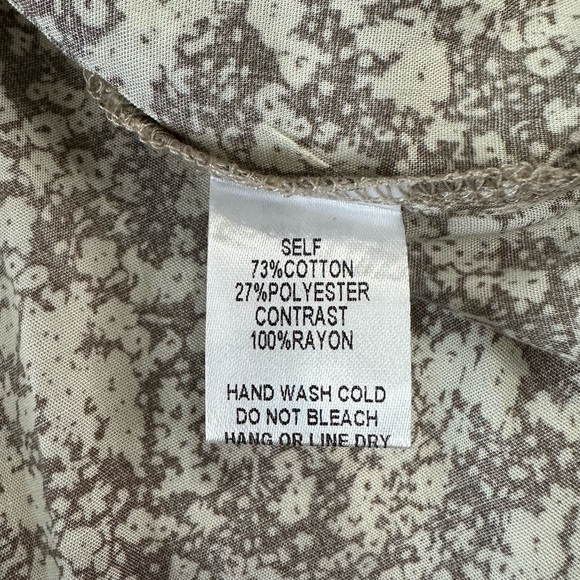 SELF
73%COTTON
27%POLYESTER
CONTRAST
100%RAYON
HAND WASH COLD
DO NOT BLEACH
HANG OR LINE DRY